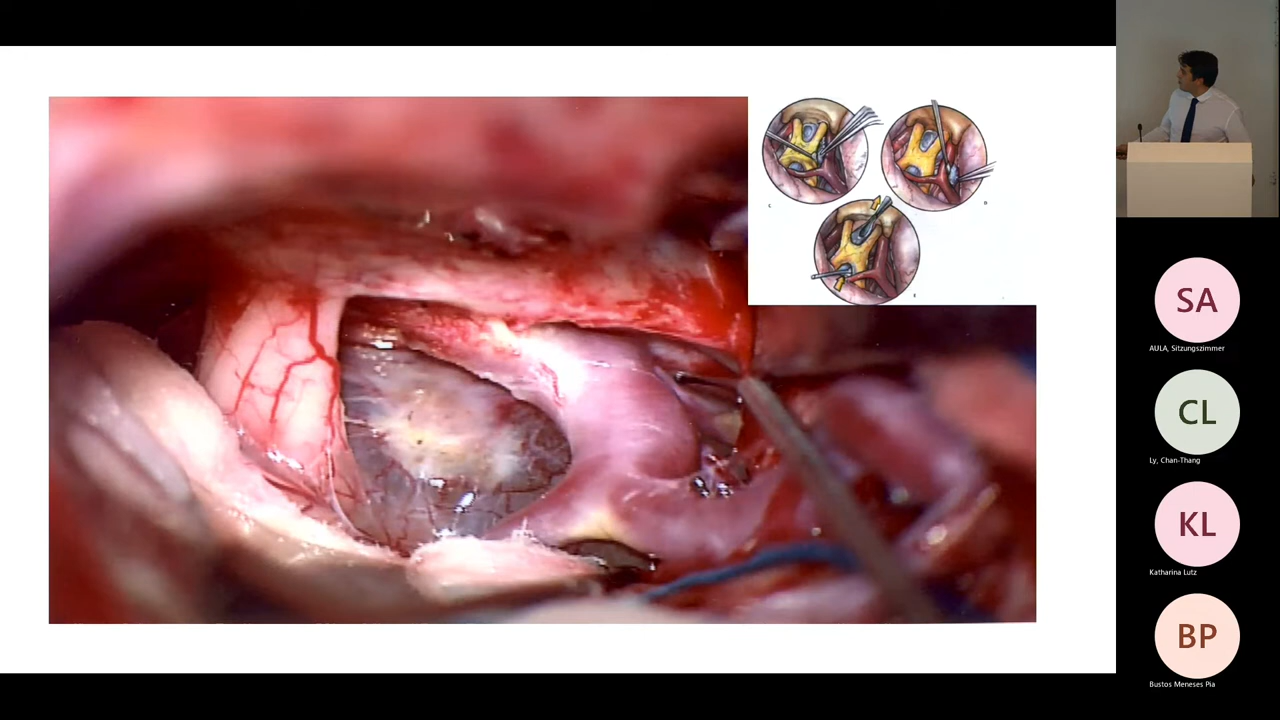 C
D
E
SA
AULA, Sitzungszimmer
CL
Ly, Chan-Thang
KL
Katharina Lutz
BP
Bustos Meneses Pia